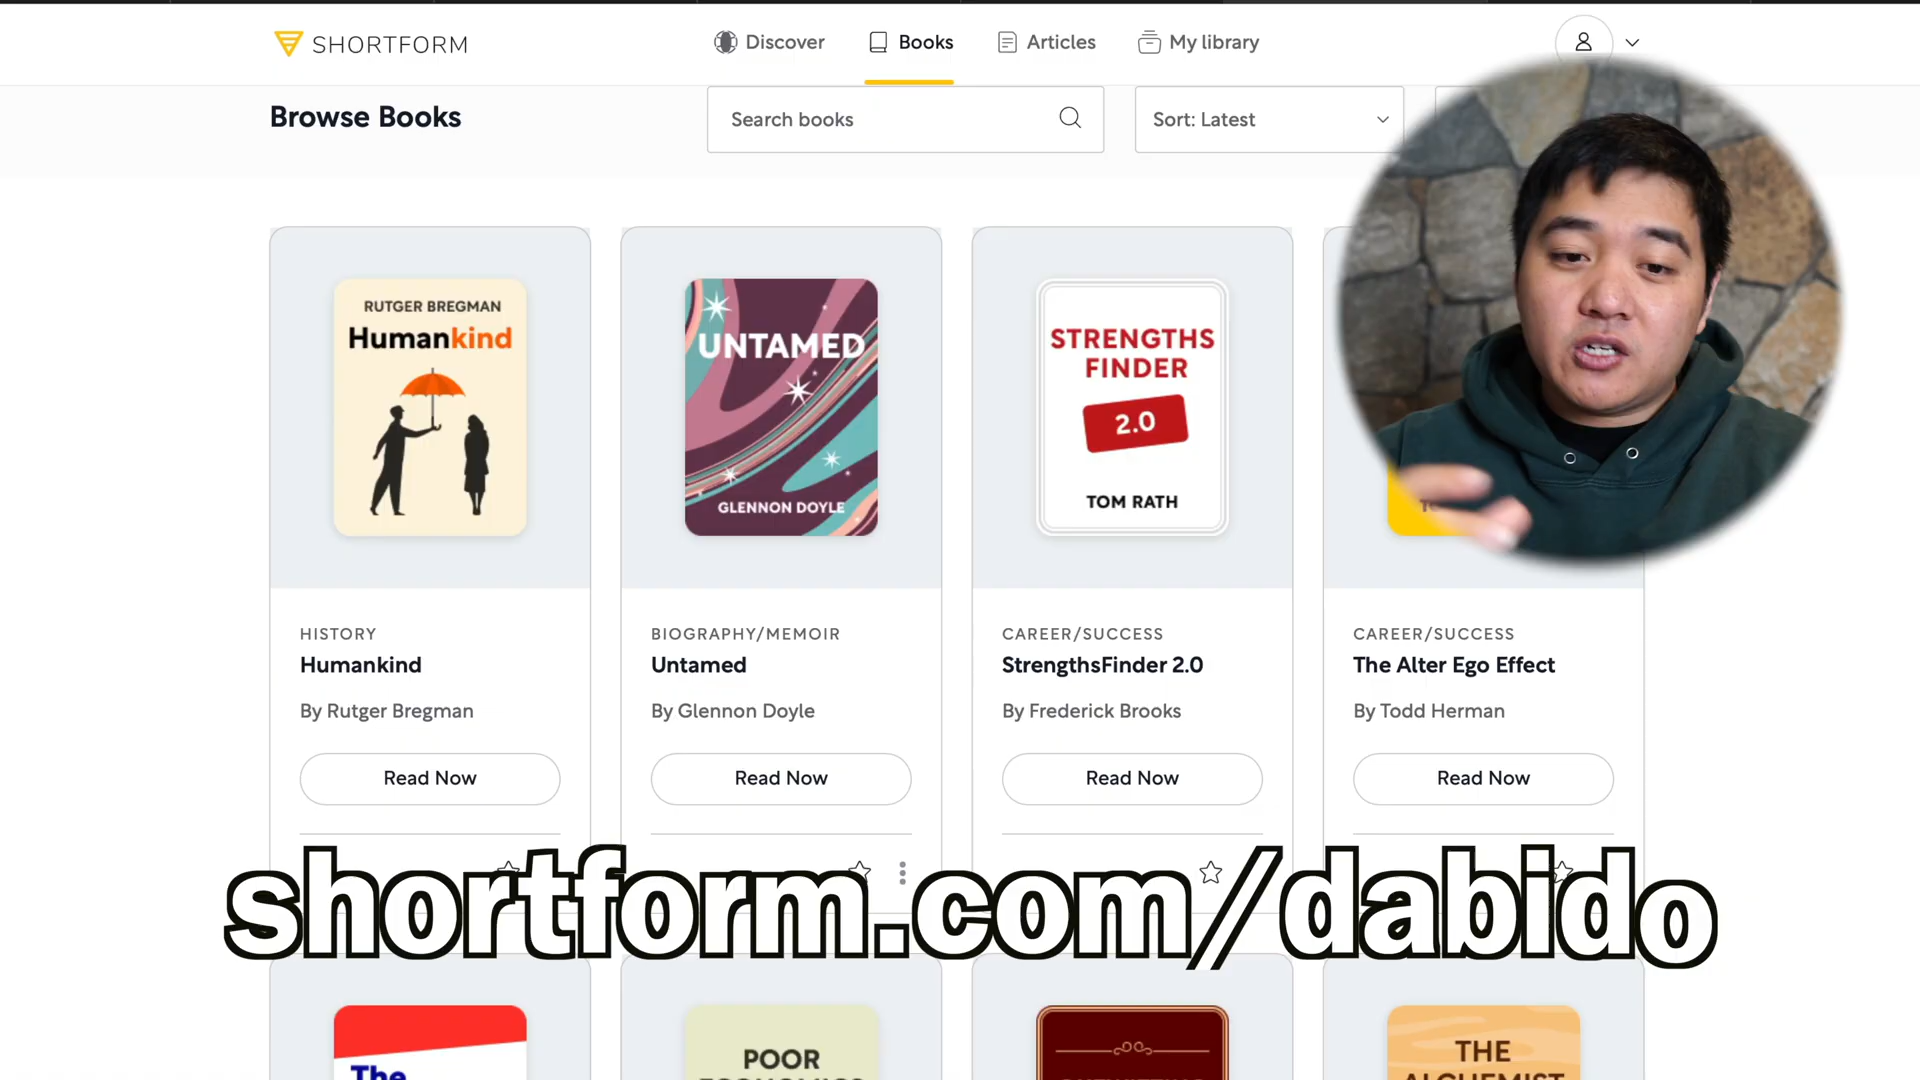 SHORTFORM
Discover
Books
Articles
My library
Browse Books
Search books
Sort: Latest
RUTGER BREGMAN
Humankind
UNTAMED
GLENNON DOYLE
STRENGTHS
FINDER
2.0
TOM RATH
HISTORY
Humankind
By Rutger Bregman
Read Now
BIOGRAPHY/MEMOIR
Untamed
By Glennon Doyle
Read Now
CAREER/SUCCESS
StrengthsFinder 2.0
By Frederick Brooks
Read Now
CAREER/SUCCESS
The Alter Ego Effect
By Todd Herman
Read Now
shortform.com/dabido
The
POOR
ECONOMICS
THE
ALCHEMIST